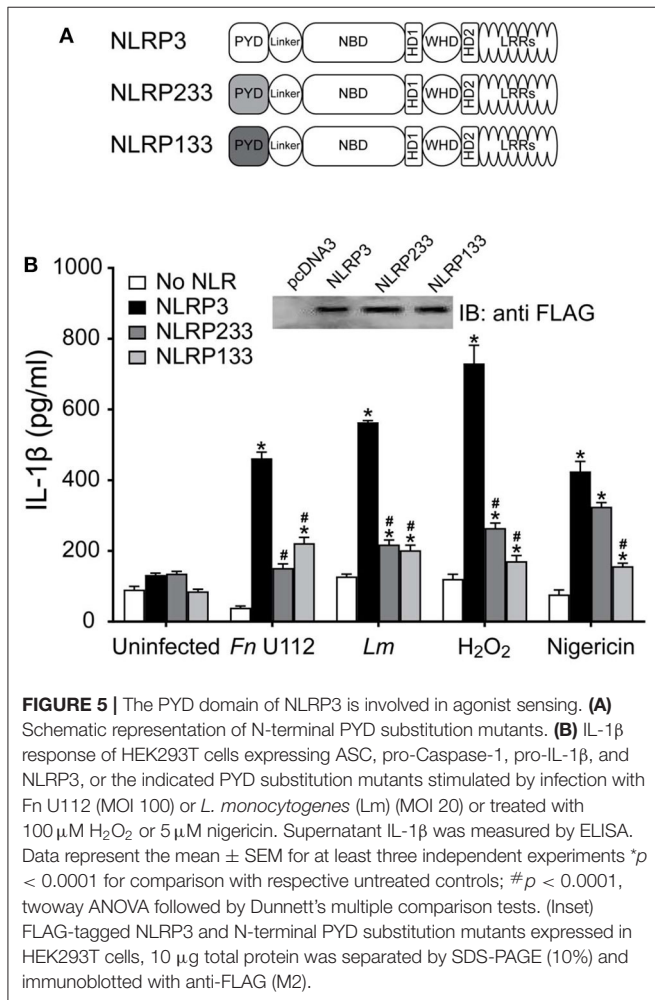 A
NLRP3 PYD Linker NBD HD1 WHD HD2 LRRs
NLRP233 PYD Linker NBD HD1 WHD HD2 LRRs
NLRP133 PYD Linker NBD HD1 WHD HD2 LRRs
B
pcDNA3 NLRP3 NLRP233 NLRP133
IB: anti FLAG
No NLR
NLRP3
NLRP233
NLRP133
IL-1β (pg/ml)
1000
800
600
400
200
0
* # # * * # * # * * # * # * * * # *
Uninfected Fn U112 Lm H₂O₂ Nigericin
FIGURE 5 | The PYD domain of NLRP3 is involved in agonist sensing. (A)
Schematic representation of N-terminal PYD substitution mutants. (B) IL-1β
response of HEK293T cells expressing ASC, pro-Caspase-1, pro-IL-1β, and
NLRP3, or the indicated PYD substitution mutants stimulated by infection with
Fn U112 (MOI 100) or L. monocytogenes (Lm) (MOI 20) or treated with
100 μM H₂O₂ or 5 μM nigericin. Supernatant IL-1β was measured by ELISA.
Data represent the mean ± SEM for at least three independent experiments *p
< 0.0001 for comparison with respective untreated controls; #p < 0.0001,
twoway ANOVA followed by Dunnett's multiple comparison tests. (Inset)
FLAG-tagged NLRP3 and N-terminal PYD substitution mutants expressed in
HEK293T cells, 10 μg total protein was separated by SDS-PAGE (10%) and
immunoblotted with anti-FLAG (M2).